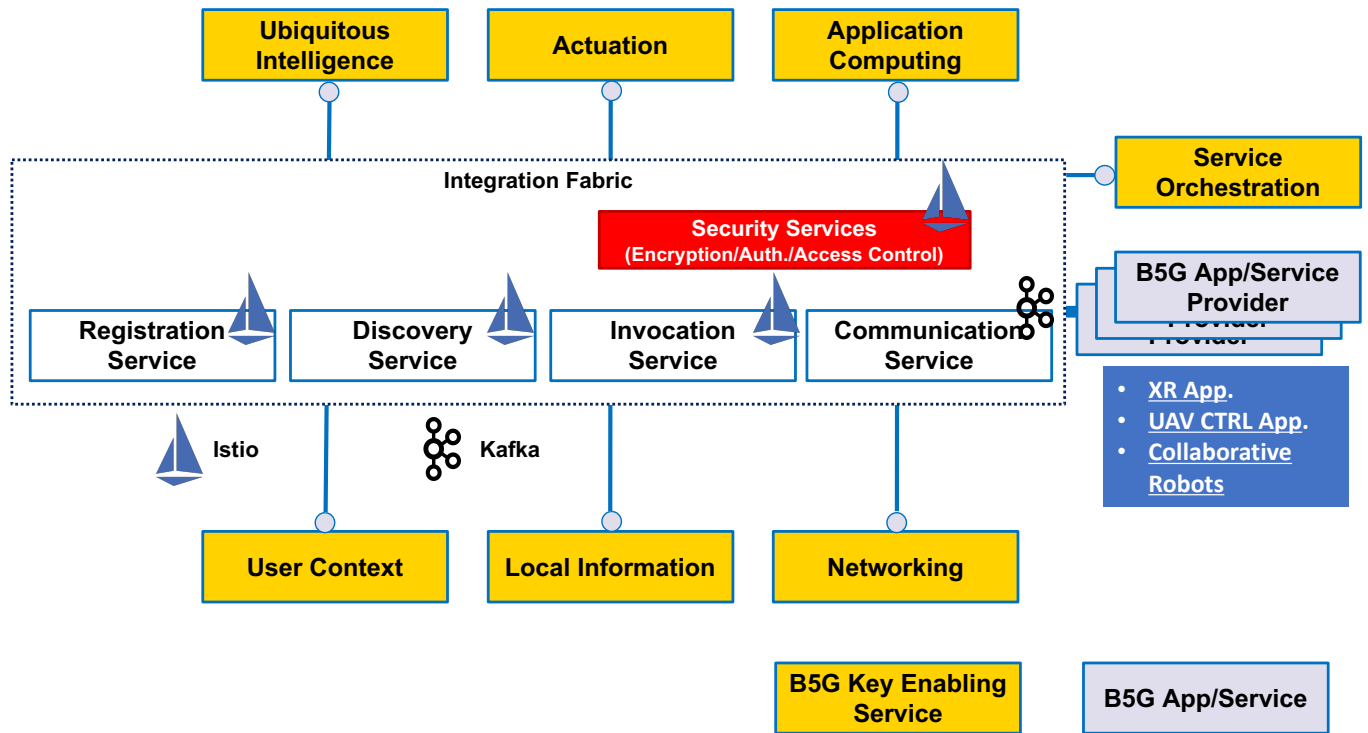 Ubiquitous
Intelligence
Actuation
Application
Computing
Integration Fabric
Service
Orchestration
Security Services
(Encryption/Auth./Access Control)
B5G App/Service
Provider
Provider
Provider
Registration
Service
Discovery
Service
Invocation
Service
Communication
Service
• XR App.
• UAV CTRL App.
• Collaborative
Robots
Istio
Kafka
User Context
Local Information
Networking
B5G Key Enabling
Service
B5G App/Service